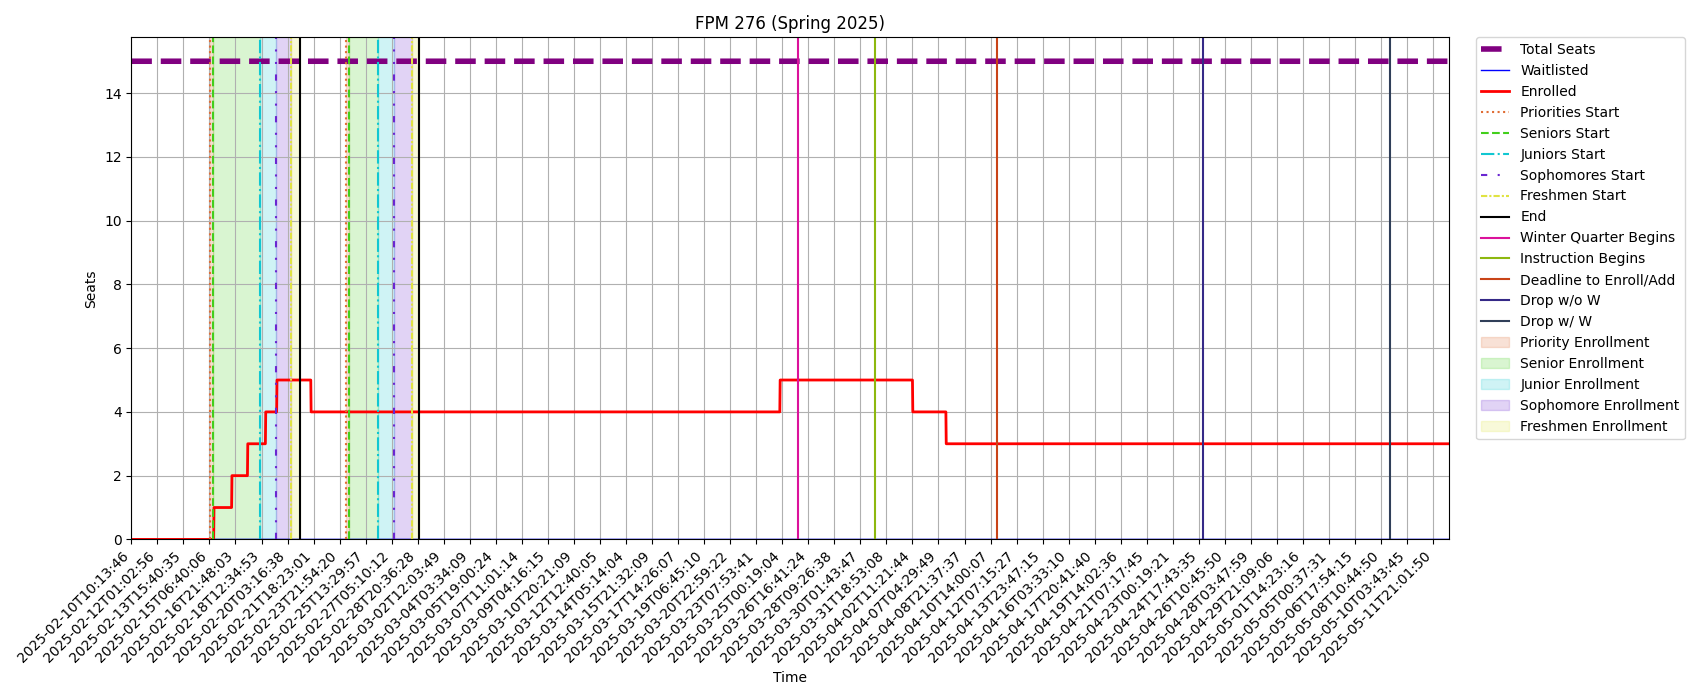 FPM 276 (Spring 2025)
Seats
14
12
10
8
6
4
2
0
2025-02-10T10:13:46
2025-02-12T01:02:56
2025-02-13T15:40:35
2025-02-15T06:40:06
2025-02-16T21:48:03
2025-02-18T12:34:53
2025-02-20T03:16:38
2025-02-21T18:23:01
2025-02-23T21:54:20
2025-02-25T13:29:57
2025-02-27T05:10:12
2025-02-28T20:36:28
2025-03-02T12:03:49
2025-03-04T03:34:09
2025-03-05T19:00:24
2025-03-07T11:01:14
2025-03-09T04:16:15
2025-03-10T20:21:09
2025-03-12T12:40:05
2025-03-14T05:14:04
2025-03-15T21:32:09
2025-03-17T14:26:07
2025-03-19T06:45:10
2025-03-20T22:59:22
2025-03-23T07:53:41
2025-03-25T00:19:04
2025-03-26T16:41:24
2025-03-28T09:26:38
2025-03-30T01:43:47
2025-03-31T18:53:08
2025-04-02T11:21:44
2025-04-07T04:29:49
2025-04-08T21:37:37
2025-04-10T14:00:07
2025-04-12T07:15:27
2025-04-13T23:47:15
2025-04-16T03:33:10
2025-04-17T20:41:40
2025-04-19T14:02:36
2025-04-21T07:17:45
2025-04-23T00:19:21
2025-04-24T17:43:35
2025-04-26T10:45:50
2025-04-28T03:47:59
2025-04-29T21:09:06
2025-05-01T14:23:16
2025-05-05T00:37:31
2025-05-06T17:54:15
2025-05-08T10:44:50
2025-05-10T03:43:45
2025-05-11T21:01:50
Time
Total Seats
Waitlisted
Enrolled
Priorities Start
Seniors Start
Juniors Start
Sophomores Start
Freshmen Start
End
Winter Quarter Begins
Instruction Begins
Deadline to Enroll/Add
Drop w/o W
Drop w/ W
Priority Enrollment
Senior Enrollment
Junior Enrollment
Sophomore Enrollment
Freshmen Enrollment